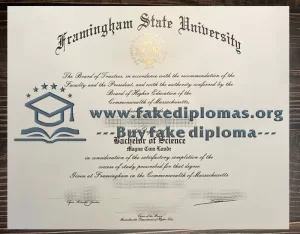 Framingham State University
The Board of Trustees, in accordance with the recommendation of the
Faculty and the President, and with the authority conferred by the
Board of Higher Education of the
Commonwealth of Massachusetts
www.fakediplomas.org
---Buy fake diploma---
Bachelor of Science
Magna Cum Laude
in consideration of the satisfactory completion of the
course of study prescribed for that degree
Given at Framingham in the Commonwealth of Massachusetts